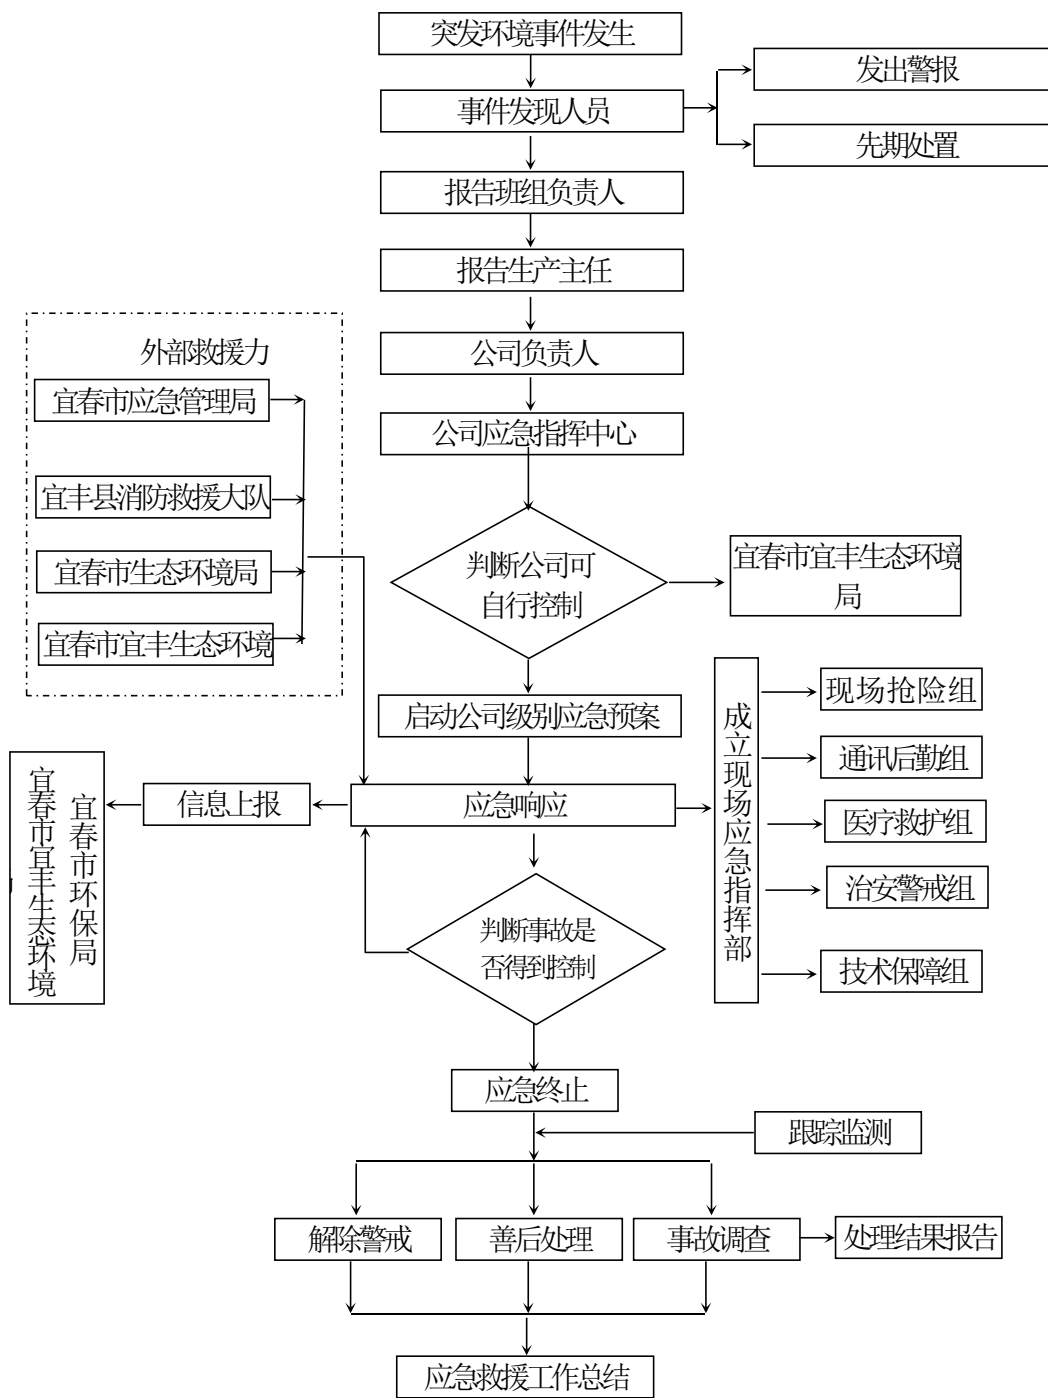 突发环境事件发生
发出警报
事件发现人员
先期处置
报告班组负责人
报告生产主任
外部救援力
公司负责人
宜春市应急管理局
公司应急指挥中心
宜丰县消防救援大队
判断公司可
自行控制
宜春市宜丰生态环境
局
宜春市生态环境局
宜春市宜丰生态环境
启动公司级别应急预案
成立现场应急指挥部
现场抢险组
通讯后勤组
医疗救护组
治安警戒组
技术保障组
宜春市环保局
宜春市宜丰生态环境
信息上报
应急响应
判断事故是
否得到控制
应急终止
跟踪监测
解除警戒
善后处理
事故调查
处理结果报告
应急救援工作总结